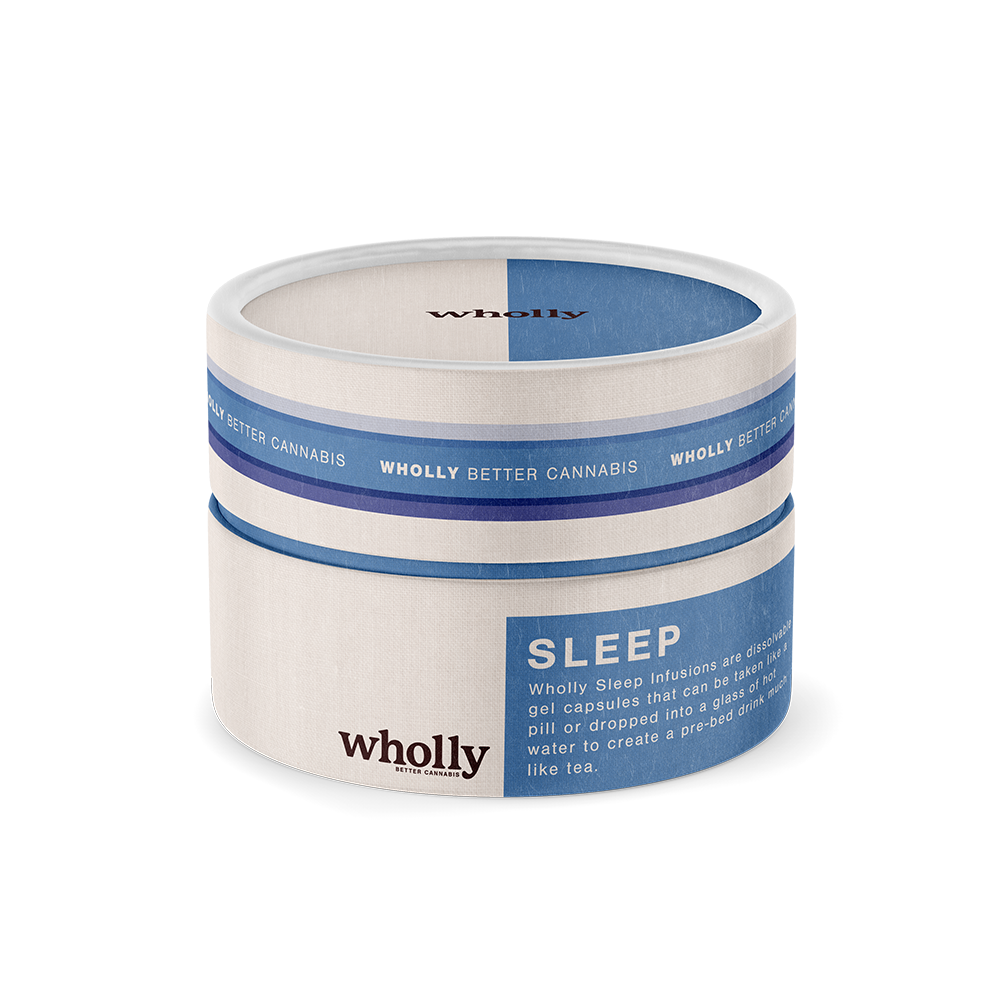 wholly
OLLY BETTER CANNABIS WHOLLY BETTER CANNABIS WHOLLY BETTER CAN
SLEEP
Wholly Sleep Infusions are dissolvable
gel capsules that can be taken like a
pill or dropped into a glass of hot
water to create a pre-bed drink much
like tea.
wholly
BETTER CANNABIS